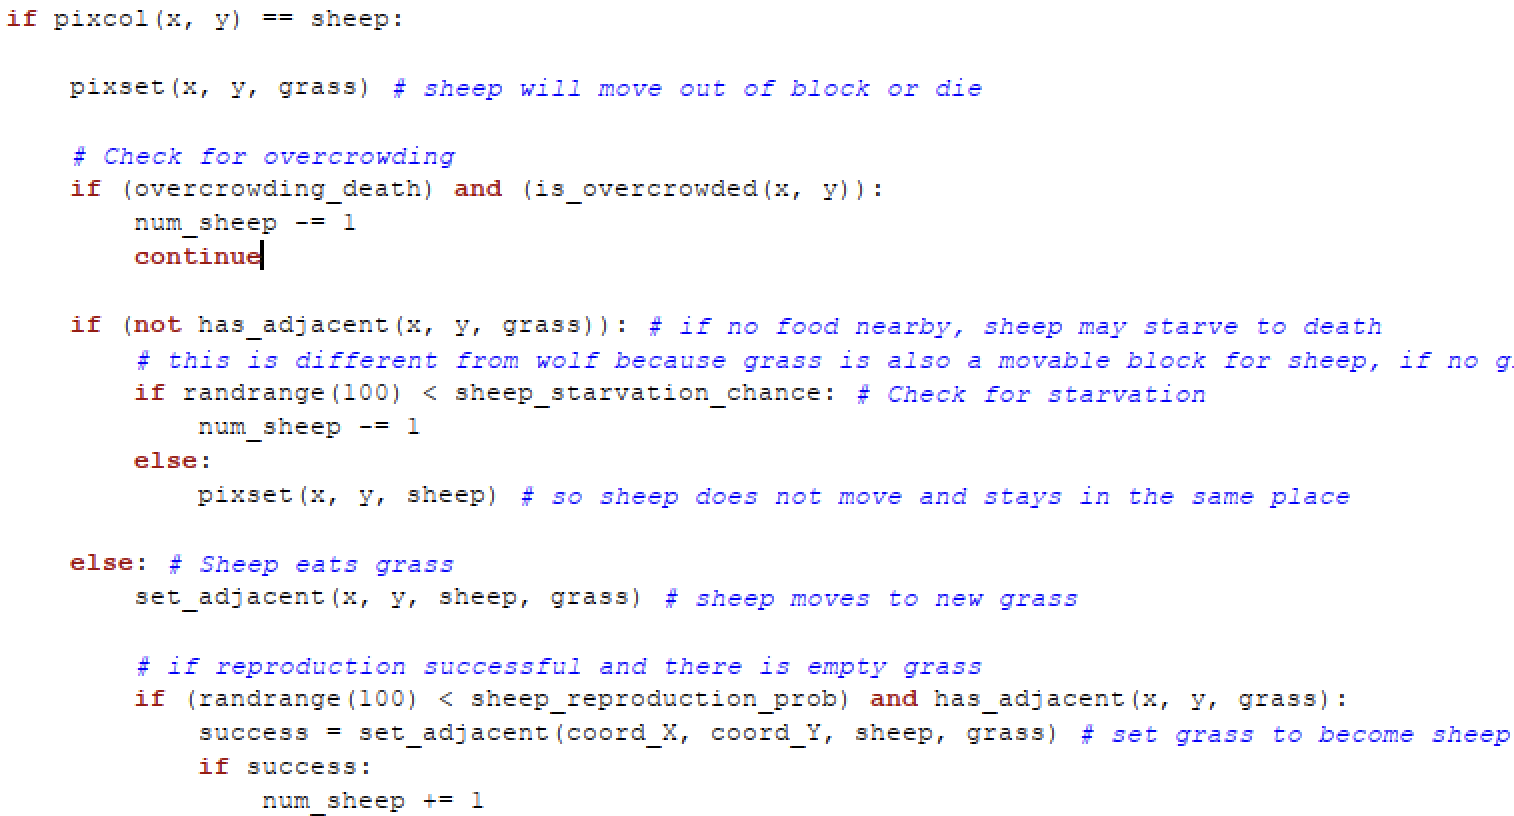 if pixcol(x, y) == sheep:
pixset(x, y, grass) # sheep will move out of block or die
# Check for overcrowding
if (overcrowding_death) and (is_overcrowded(x, y)):
num_sheep -= 1
continue
if (not has_adjacent(x, y, grass)): # if no food nearby, sheep may starve to death
# this is different from wolf because grass is also a movable block for sheep, if no g
if randrange(100) < sheep_starvation_chance: # Check for starvation
num_sheep -= 1
else:
pixset(x, y, sheep) # so sheep does not move and stays in the same place
else: # Sheep eats grass
set_adjacent(x, y, sheep, grass) # sheep moves to new grass
# if reproduction successful and there is empty grass
if (randrange(100) < sheep_reproduction_prob) and has_adjacent(x, y, grass):
success = set_adjacent(coord_X, coord_Y, sheep, grass) # set grass to become sheep
if success:
num_sheep += 1